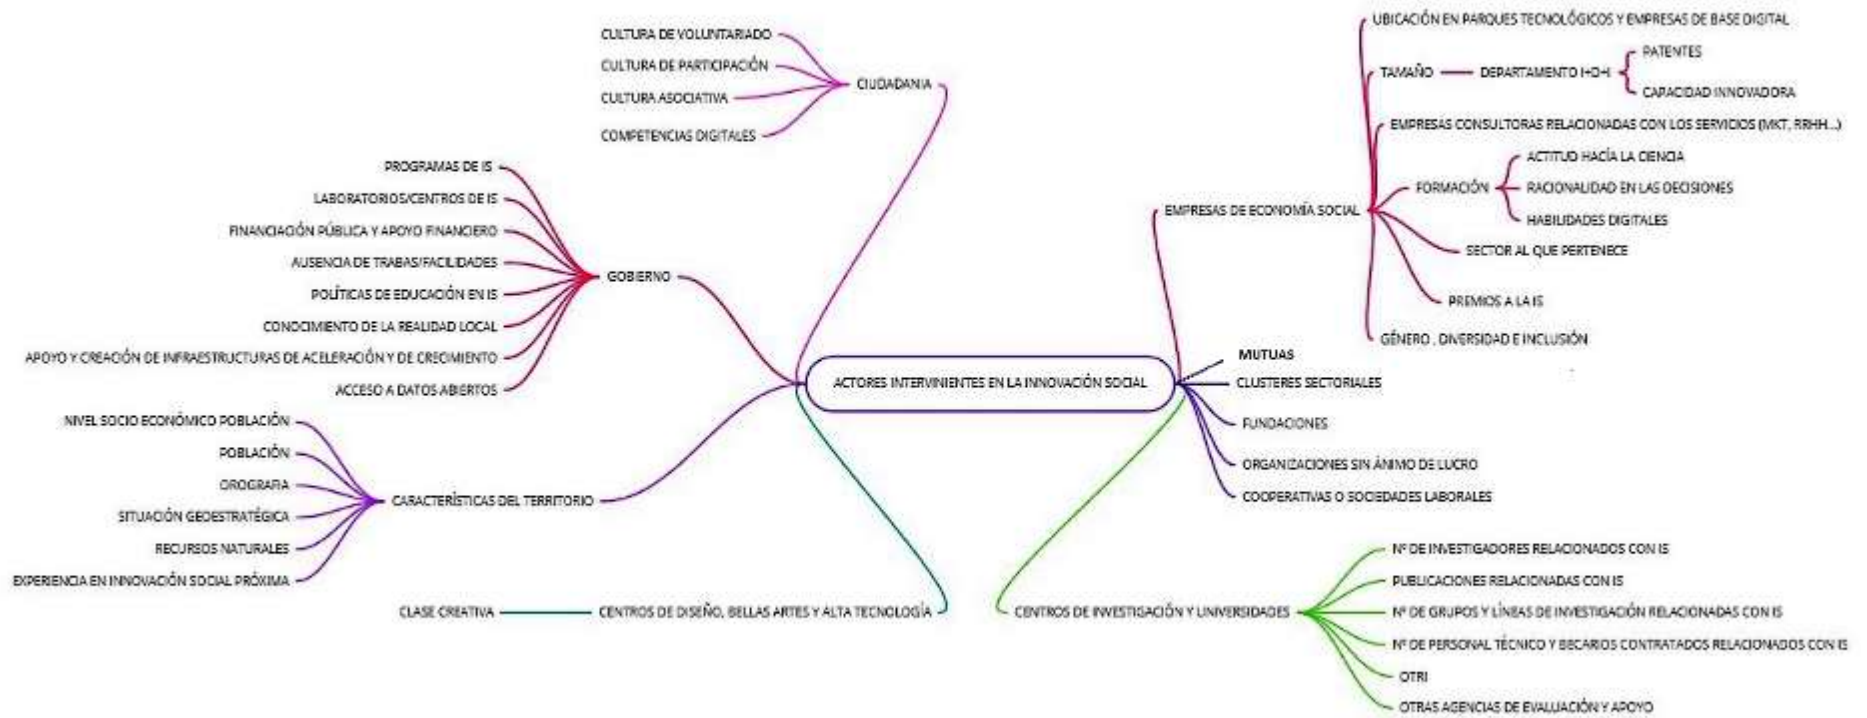 CULTURA DE VOLUNTARIADO
CULTURA DE PARTICIPACIÓN
CULTURA ASOCIATIVA
COMPETENCIAS DIGITALES
CIUDADANIA
PROGRAMAS DE IS
LABORATORIOS/CENTROS DE IS
FINANCIACIÓN PÚBLICA Y APOYO FINANCIERO
AUSENCIA DE TRABAS/FACILIDADES
POLÍTICAS DE EDUCACIÓN EN IS
CONOCIMIENTO DE LA REALIDAD LOCAL
APOYO Y CREACIÓN DE INFRAESTRUCTURAS DE ACELERACIÓN Y DE CRECIMIENTO
ACCESO A DATOS ABIERTOS
GOBIERNO
NIVEL SOCIO ECONÓMICO POBLACIÓN
POBLACIÓN
OROGRAFIA
SITUACIÓN GEOESTRATÉGICA
RECURSOS NATURALES
EXPERIENCIA EN INNOVACIÓN SOCIAL PRÓXIMA
CARACTERÍSTICAS DEL TERRITORIO
CLASE CREATIVA
CENTROS DE DISEÑO, BELLAS ARTES Y ALTA TECNOLOGÍA
ACTORES INTERVINIENTES EN LA INNOVACIÓN SOCIAL
EMPRESAS DE ECONOMÍA SOCIAL
UBICACIÓN EN PARQUES TECNOLÓGICOS Y EMPRESAS DE BASE DIGITAL
TAMAÑO
DEPARTAMENTO I+D+I
PATENTES
CAPACIDAD INNOVADORA
EMPRESAS CONSULTORAS RELACIONADAS CON LOS SERVICIOS (MKT, RRHH...)
FORMACIÓN
ACTITUD HACÍA LA CIENCIA
RACIONALIDAD EN LAS DECISIONES
HABILIDADES DIGITALES
SECTOR AL QUE PERTENECE
PREMIOS A LA IS
GÉNERO , DIVERSIDAD E INCLUSIÓN
MUTUAS
CLUSTERES SECTORIALES
FUNDACIONES
ORGANIZACIONES SIN ÁNIMO DE LUCRO
COOPERATIVAS O SOCIEDADES LABORALES
CENTROS DE INVESTIGACIÓN Y UNIVERSIDADES
Nº DE INVESTIGADORES RELACIONADOS CON IS
PUBLICACIONES RELACIONADAS CON IS
Nº DE GRUPOS Y LÍNEAS DE INVESTIGACIÓN RELACIONADAS CON IS
Nº DE PERSONAL TÉCNICO Y BECARIOS CONTRATADOS RELACIONADOS CON IS
OTRI
OTRAS AGENCIAS DE EVALUACIÓN Y APOYO